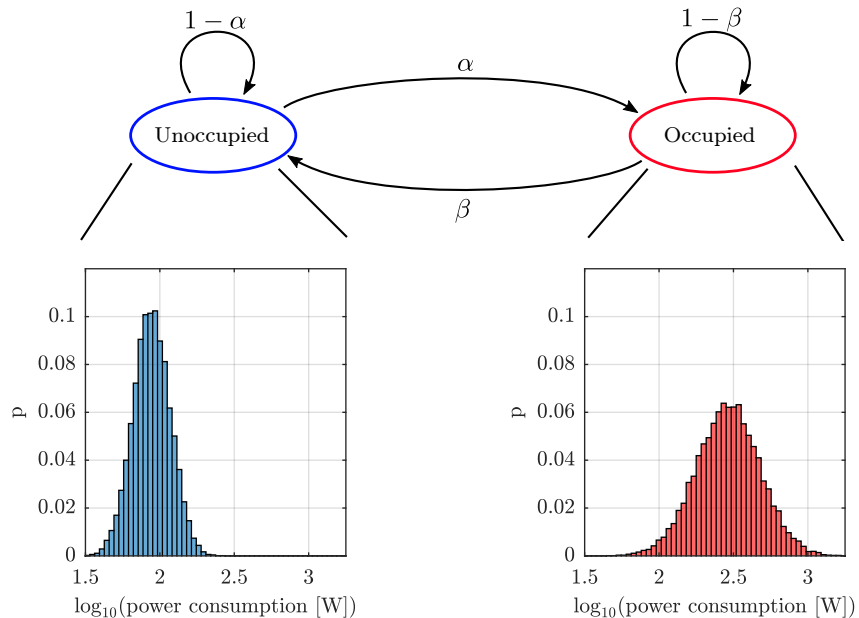 1 − α
1 − β
α
Unoccupied
Occupied
β
0.1
0.08
0.06
0.04
0.02
0
p
1.5
2
2.5
3
log10(power consumption [W])
0.1
0.08
0.06
0.04
0.02
0
p
1.5
2
2.5
3
log10(power consumption [W])